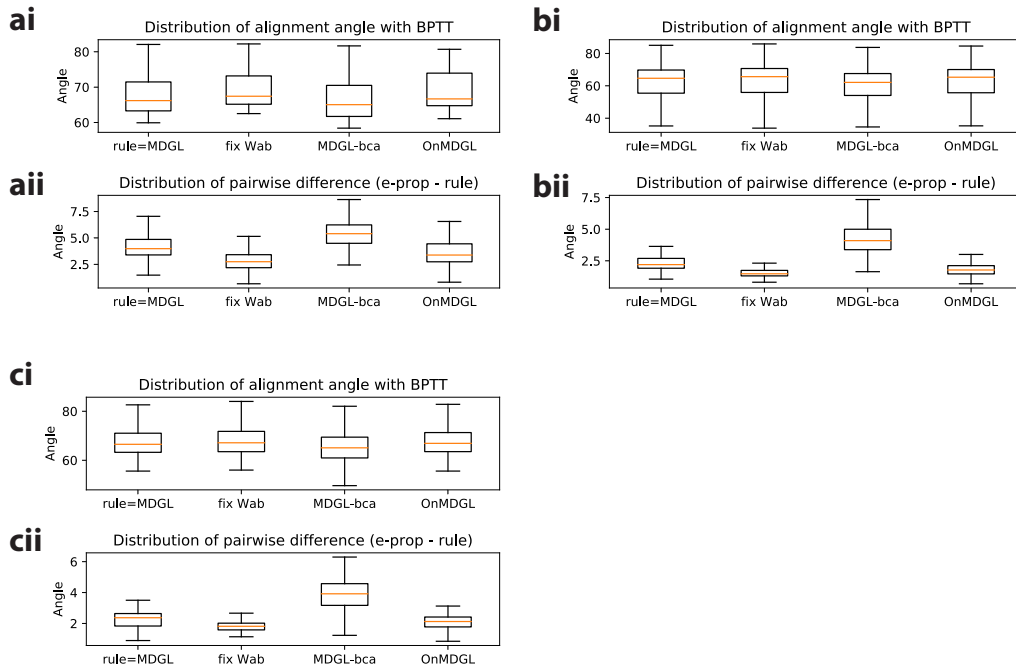 ai
Distribution of alignment angle with BPTT
Angle
80
70
60
rule=MDGL fix Wab MDGL-bca OnMDGL
aii
Distribution of pairwise difference (e-prop - rule)
Angle
7.5
5.0
2.5
rule=MDGL fix Wab MDGL-bca OnMDGL
bi
Distribution of alignment angle with BPTT
Angle
80
60
40
rule=MDGL fix Wab MDGL-bca OnMDGL
bii
Distribution of pairwise difference (e-prop - rule)
Angle
7.5
5.0
2.5
rule=MDGL fix Wab MDGL-bca OnMDGL
ci
Distribution of alignment angle with BPTT
Angle
80
60
rule=MDGL fix Wab MDGL-bca OnMDGL
cii
Distribution of pairwise difference (e-prop - rule)
Angle
6
4
2
rule=MDGL fix Wab MDGL-bca OnMDGL